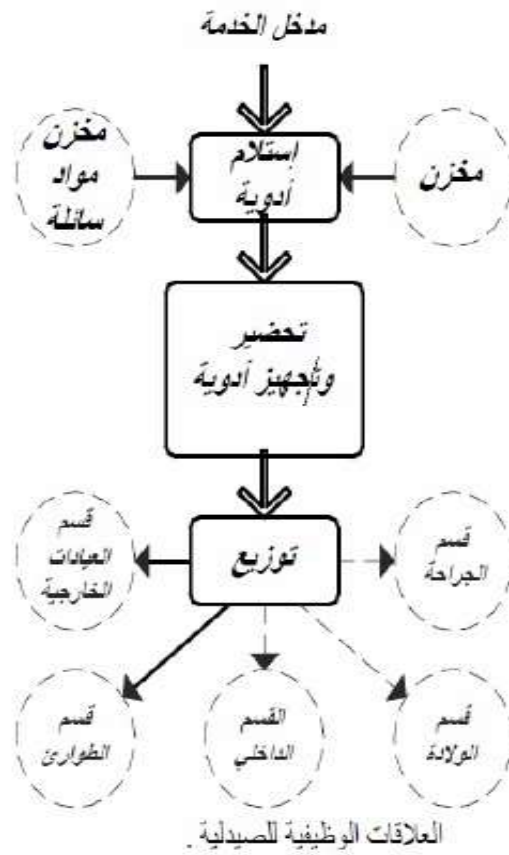 مدخل الخدمة
مخزن
مواد
سائلة
إستلام
أدوية
مخزن
تحضير
وتجهيز أدوية
قسم
العيادات
الخارجية
توزيع
قسم
الجراحة
قسم
الطوارئ
القسم
الداخلي
قسم
الولادة
العلاقات الوظيفية للصيدلية .